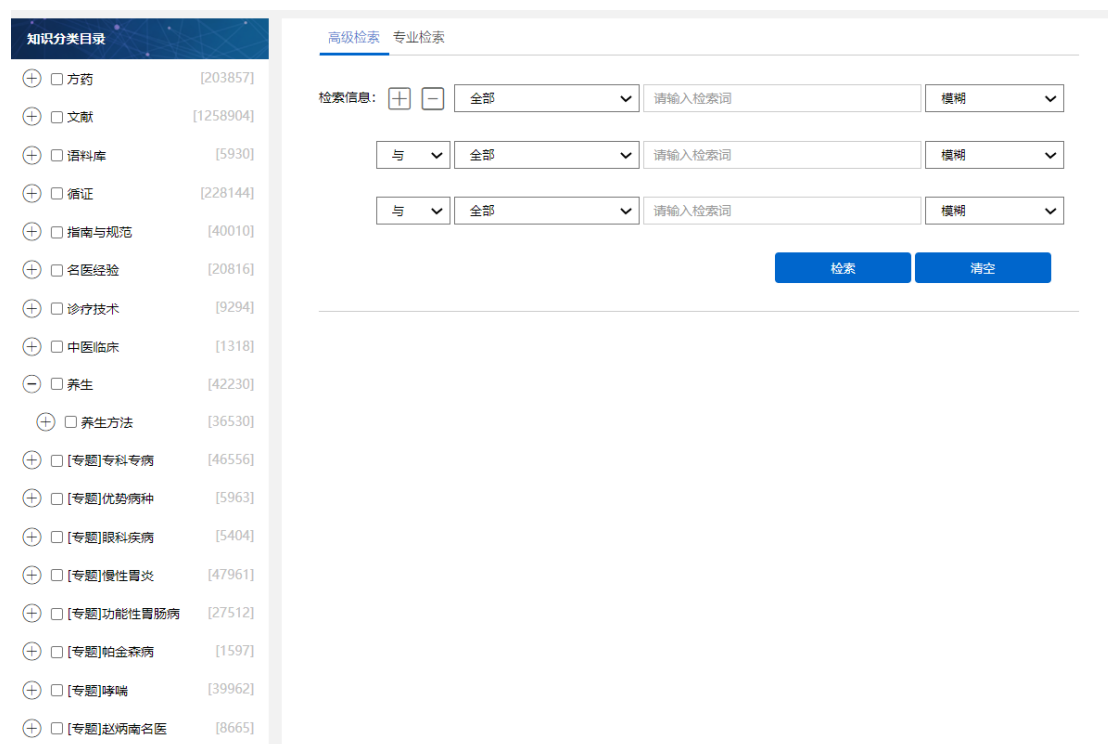 知识分类目录
方药 [203857]
文献 [1258904]
语料库 [5930]
循证 [228144]
指南与规范 [40010]
名医经验 [20816]
诊疗技术 [9294]
中医临床 [1318]
养生 [42230]
养生方法 [36530]
[专题]专科专病 [46556]
[专题]优势病种 [5963]
[专题]眼科疾病 [5404]
[专题]慢性胃炎 [47961]
[专题]功能性胃肠病 [27512]
[专题]帕金森病 [1597]
[专题]哮喘 [39962]
[专题]赵炳南名医 [8665]
高级检索 专业检索
检索信息: 全部 请输入检索词 模糊
与 全部 请输入检索词 模糊
与 全部 请输入检索词 模糊
检索 清空